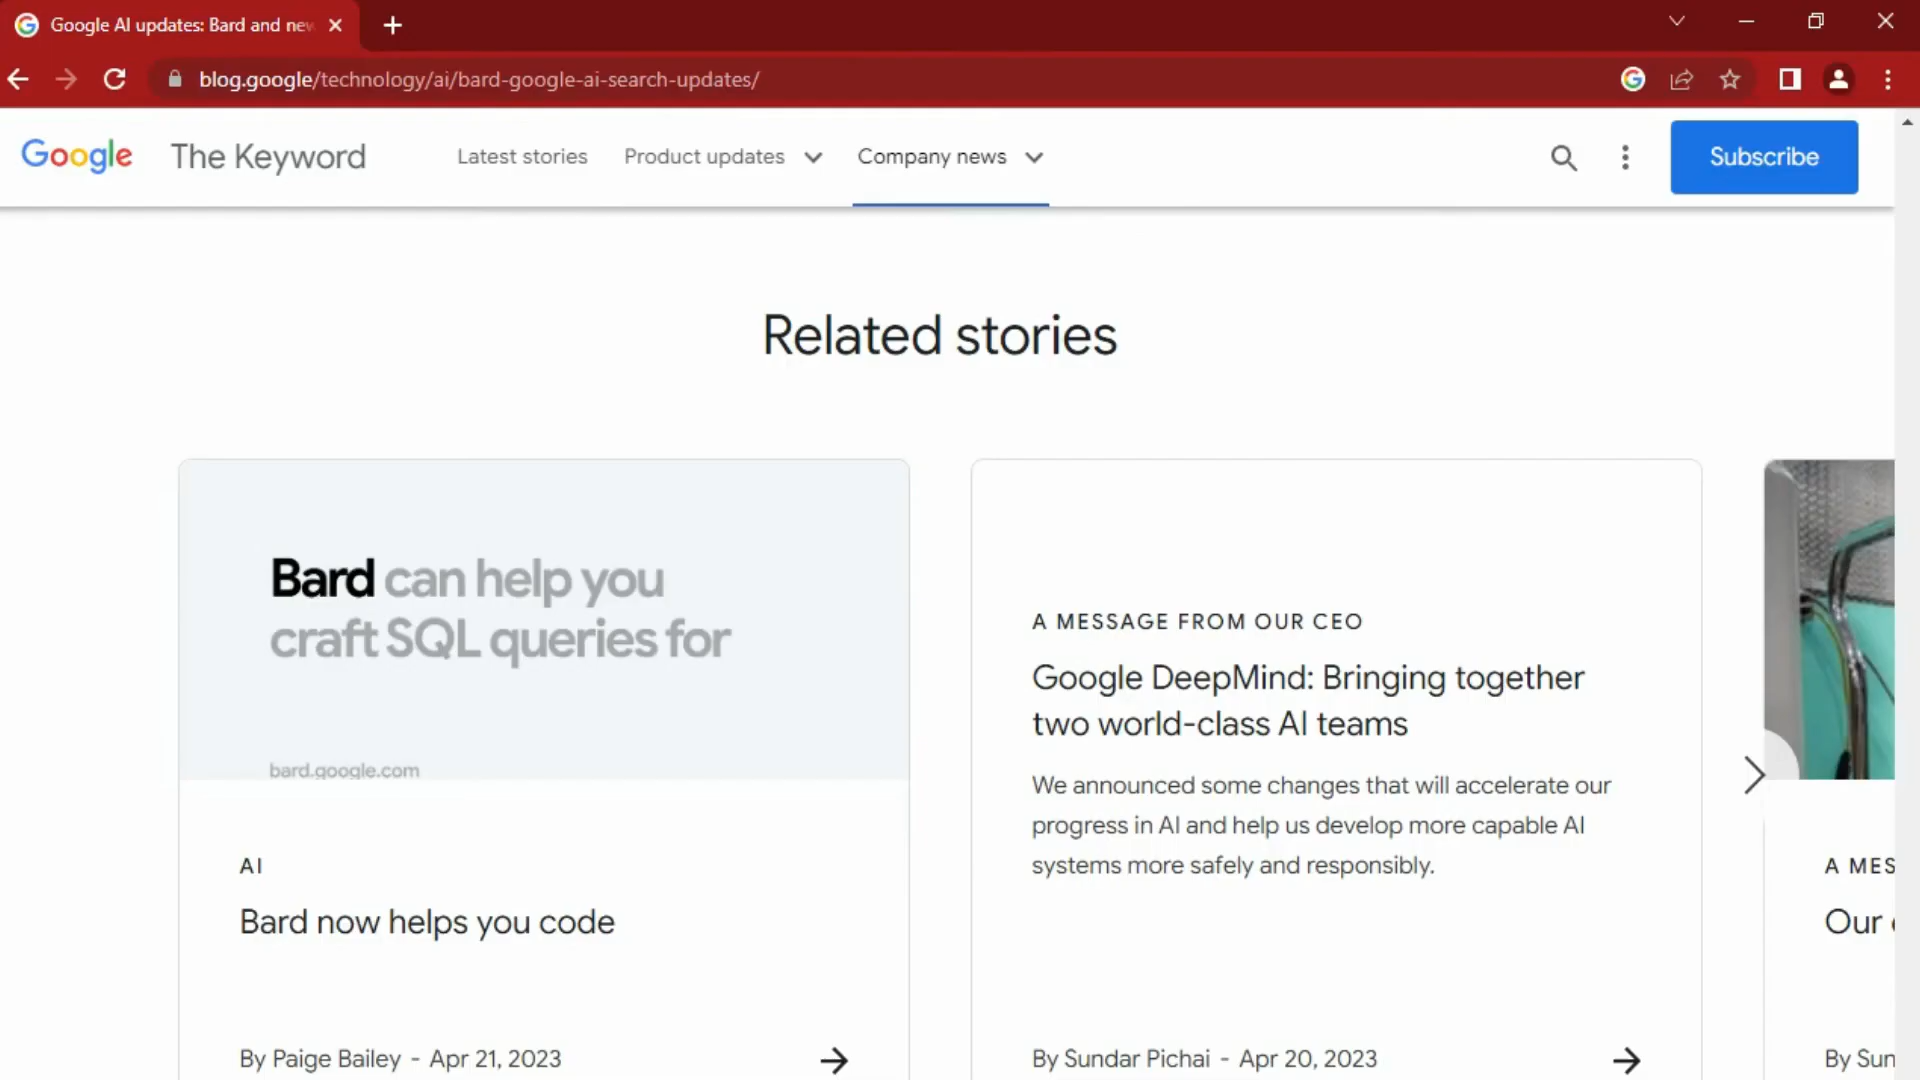 Google AI updates: Bard and nev
blog.google/technology/ai/bard-google-ai-search-updates/
Google The Keyword Latest stories Product updates Company news Subscribe
Related stories
Bard can help you
craft SQL queries for
bard.google.com
AI
Bard now helps you code
By Paige Bailey - Apr 21, 2023
A MESSAGE FROM OUR CEO
Google DeepMind: Bringing together
two world-class AI teams
We announced some changes that will accelerate our
progress in AI and help us develop more capable AI
systems more safely and responsibly.
By Sundar Pichai - Apr 20, 2023
A MES
Our
By Sun